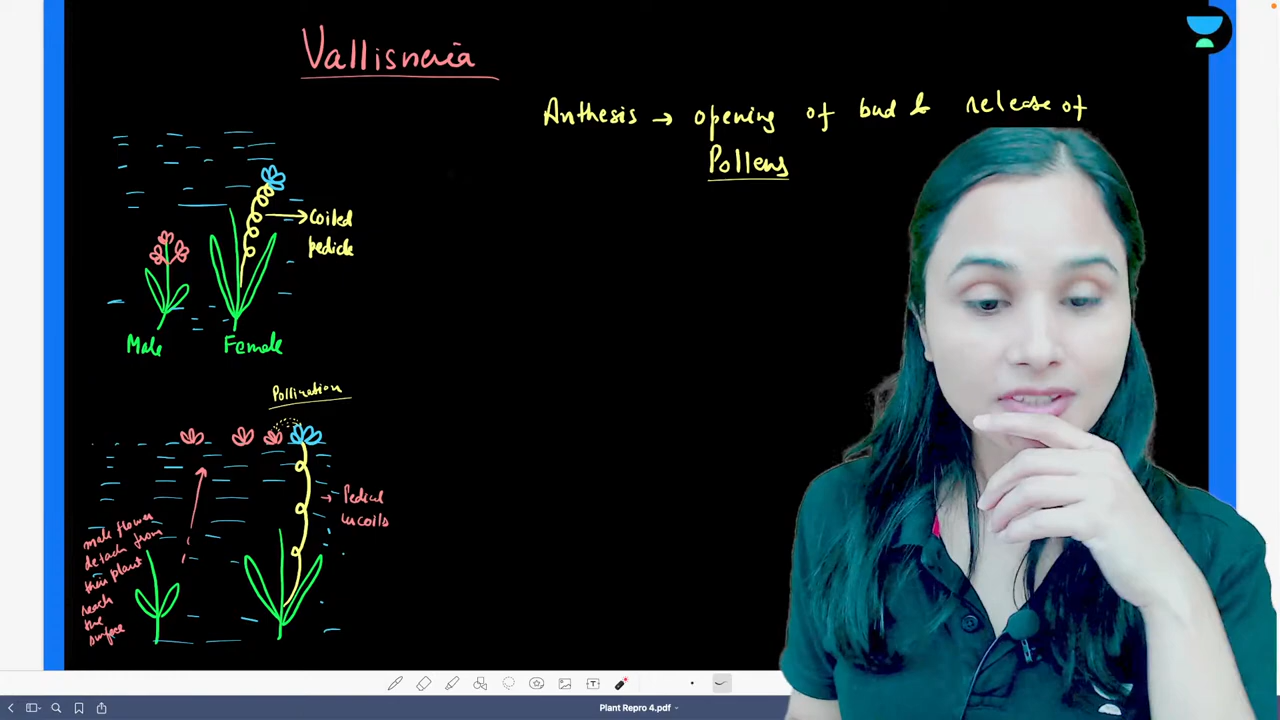 Vallisneria
Anthesis → opening of bud & release of
Pollens
Coiled
pedicle
Male
Female
Pollination
Pedical
uncoils
male flower
detach from
their plant
reach
the
surface
Plant Repro 4.pdf